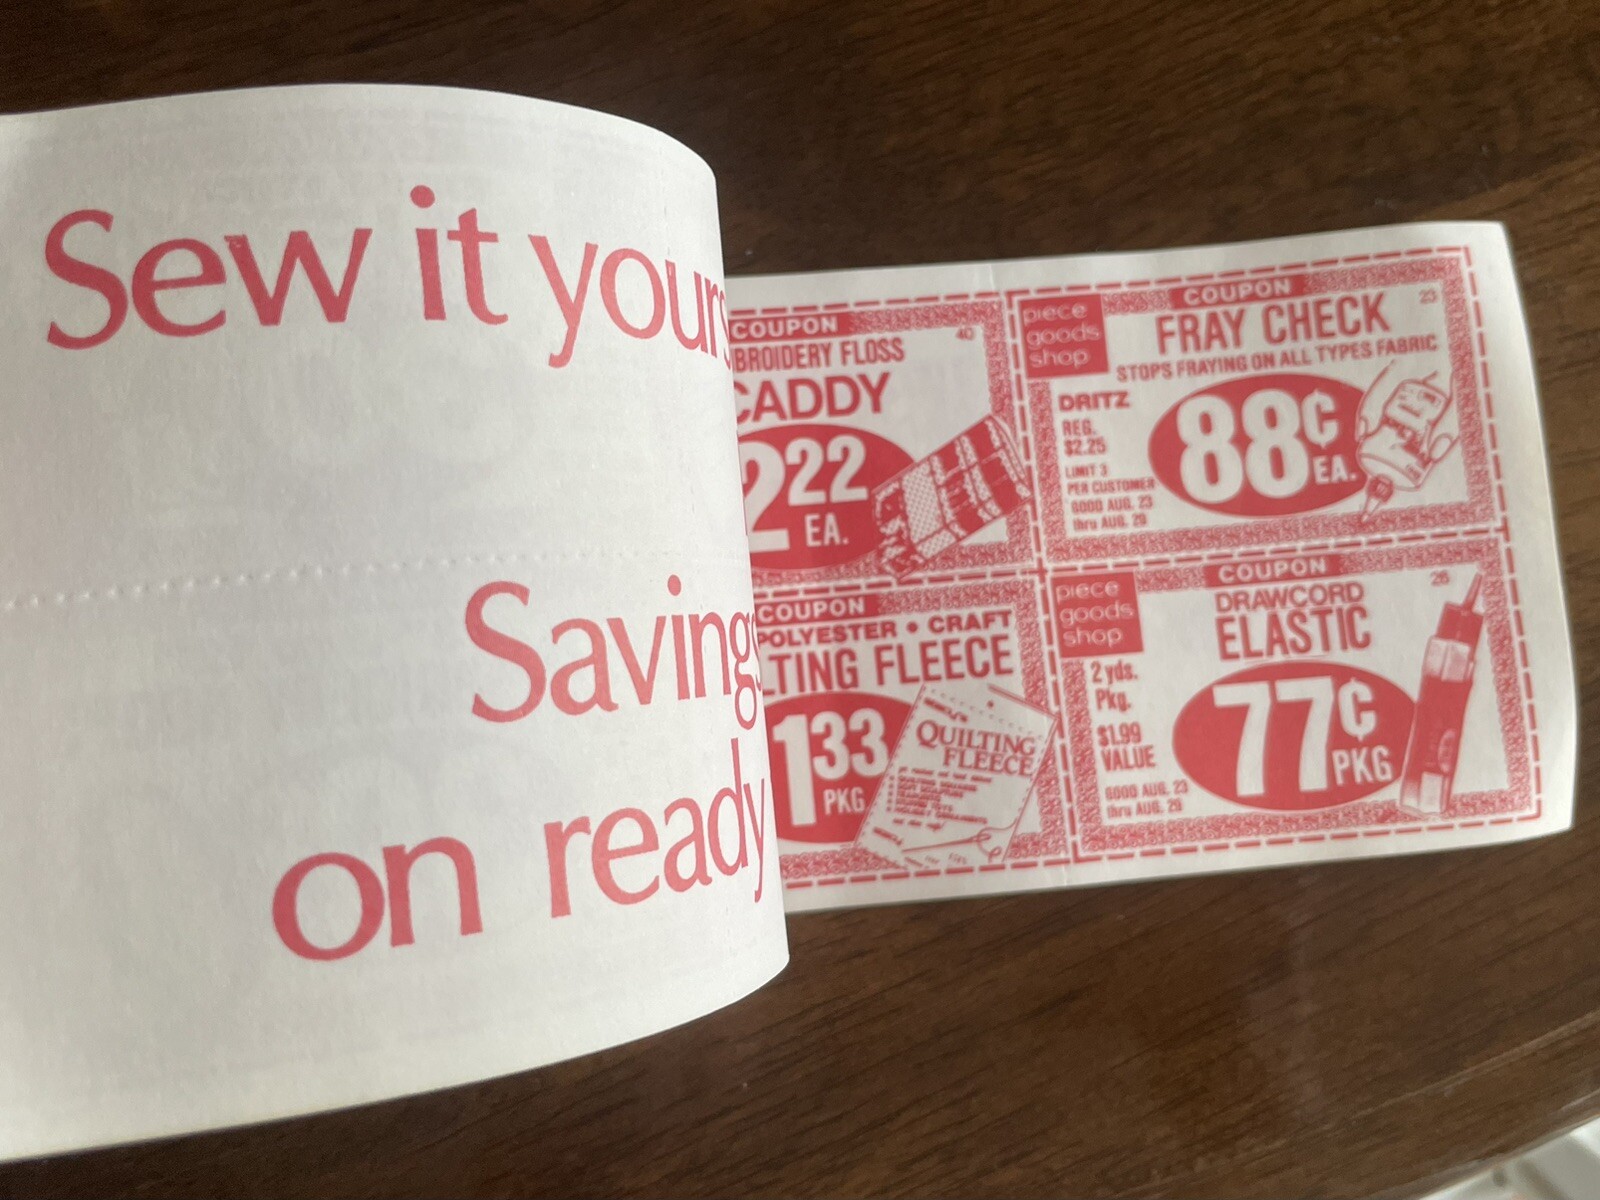 Sew it yours
Savings
on ready
COUPON
40
BROIDERY FLOSS
CADDY
2 22
EA.
COUPON
23
piece
goods
shop
FRAY CHECK
STOPS FRAYING ON ALL TYPES FABRIC
DRITZ
REG.
$2.25
LIMIT 3
PER CUSTOMER
GOOD AUG. 23
thru AUG. 29
88¢
EA.
COUPON
POLYESTER • CRAFT
LTING FLEECE
1 33
PKG
QUILTING
FLEECE
COUPON
piece
goods
shop
DRAWCORD
ELASTIC
2 yds.
Pkg.
$1.99
VALUE
GOOD AUG. 23
thru AUG. 29
77¢
PKG